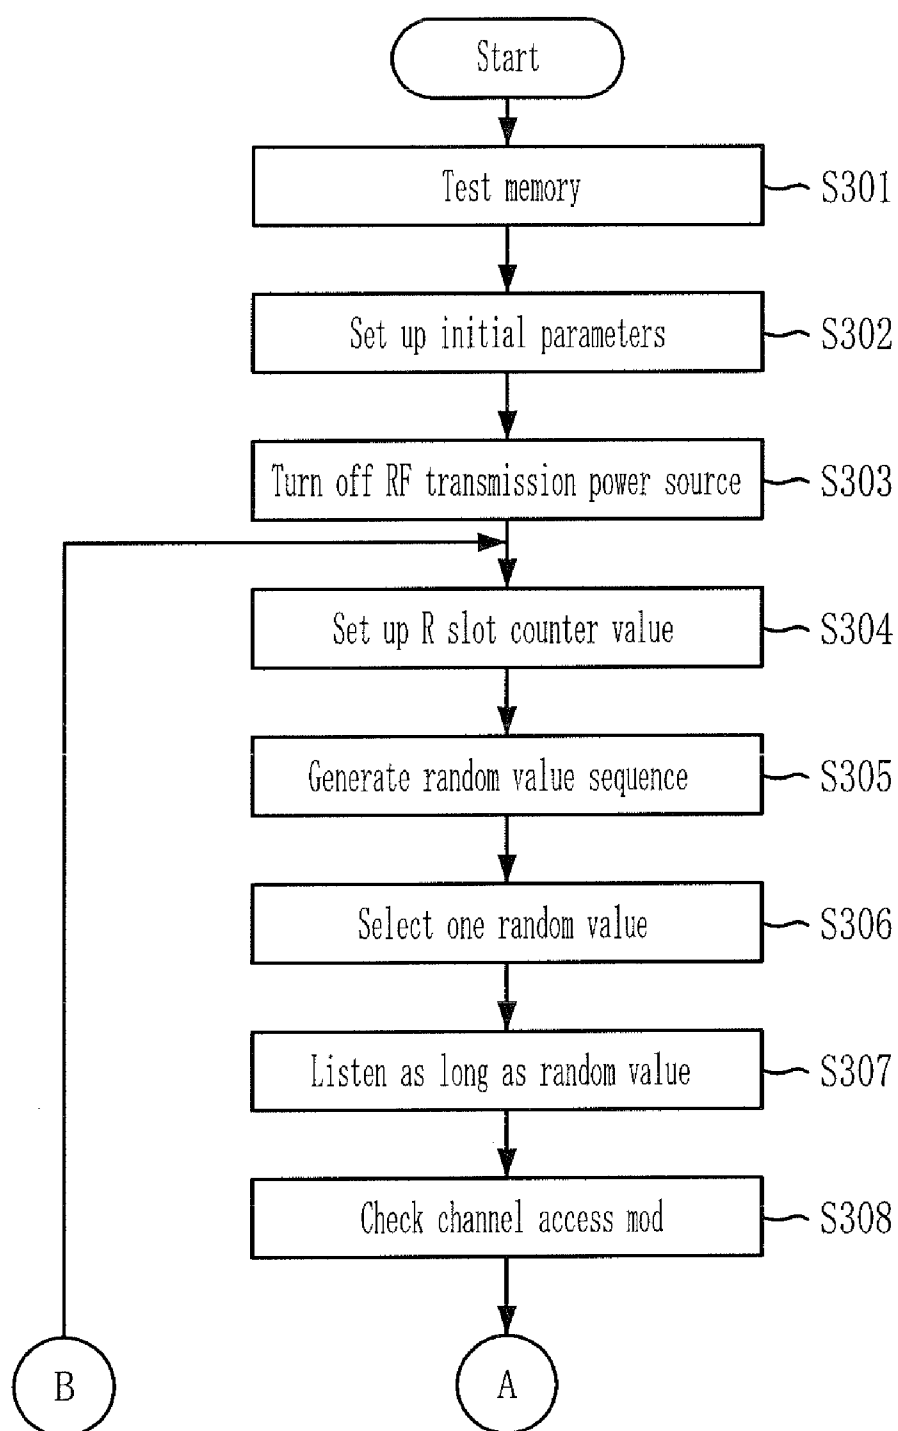 Start
Test memory
S301
Set up initial parameters
S302
Turn off RF transmission power source
S303
Set up R slot counter value
S304
Generate random value sequence
S305
Select one random value
S306
Listen as long as random value
S307
Check channel access mod
S308
B
A